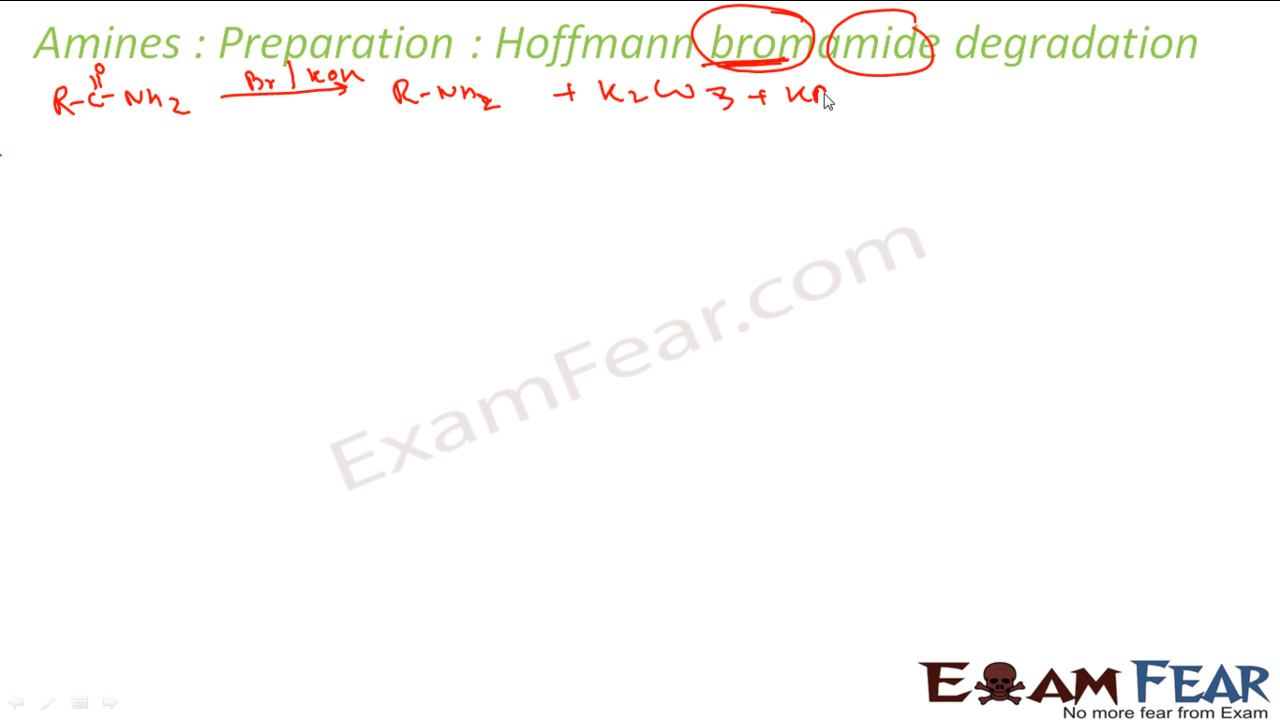 Amines : Preparation : Hoffmann bromamide degradation
O
R-C-NH2 Br / KOH R-NH2 + K2CO3 + K
ExamFear.com
EXAM FEAR
No more fear from Exam